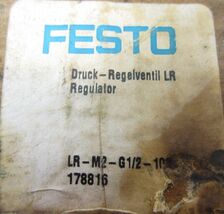 FESTO
Druck-Regelventil LR
Regulator
LR-M2-G1/2-10
178816